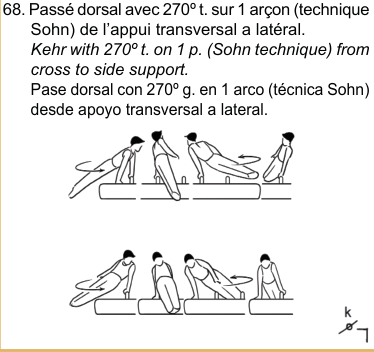 68. Passé dorsal avec 270º t. sur 1 arçon (technique
Sohn) de l'appui transversal a latéral.
Kehr with 270º t. on 1 p. (Sohn technique) from
cross to side support.
Pase dorsal con 270º g. en 1 arco (técnica Sohn)
desde apoyo transversal a lateral.
k